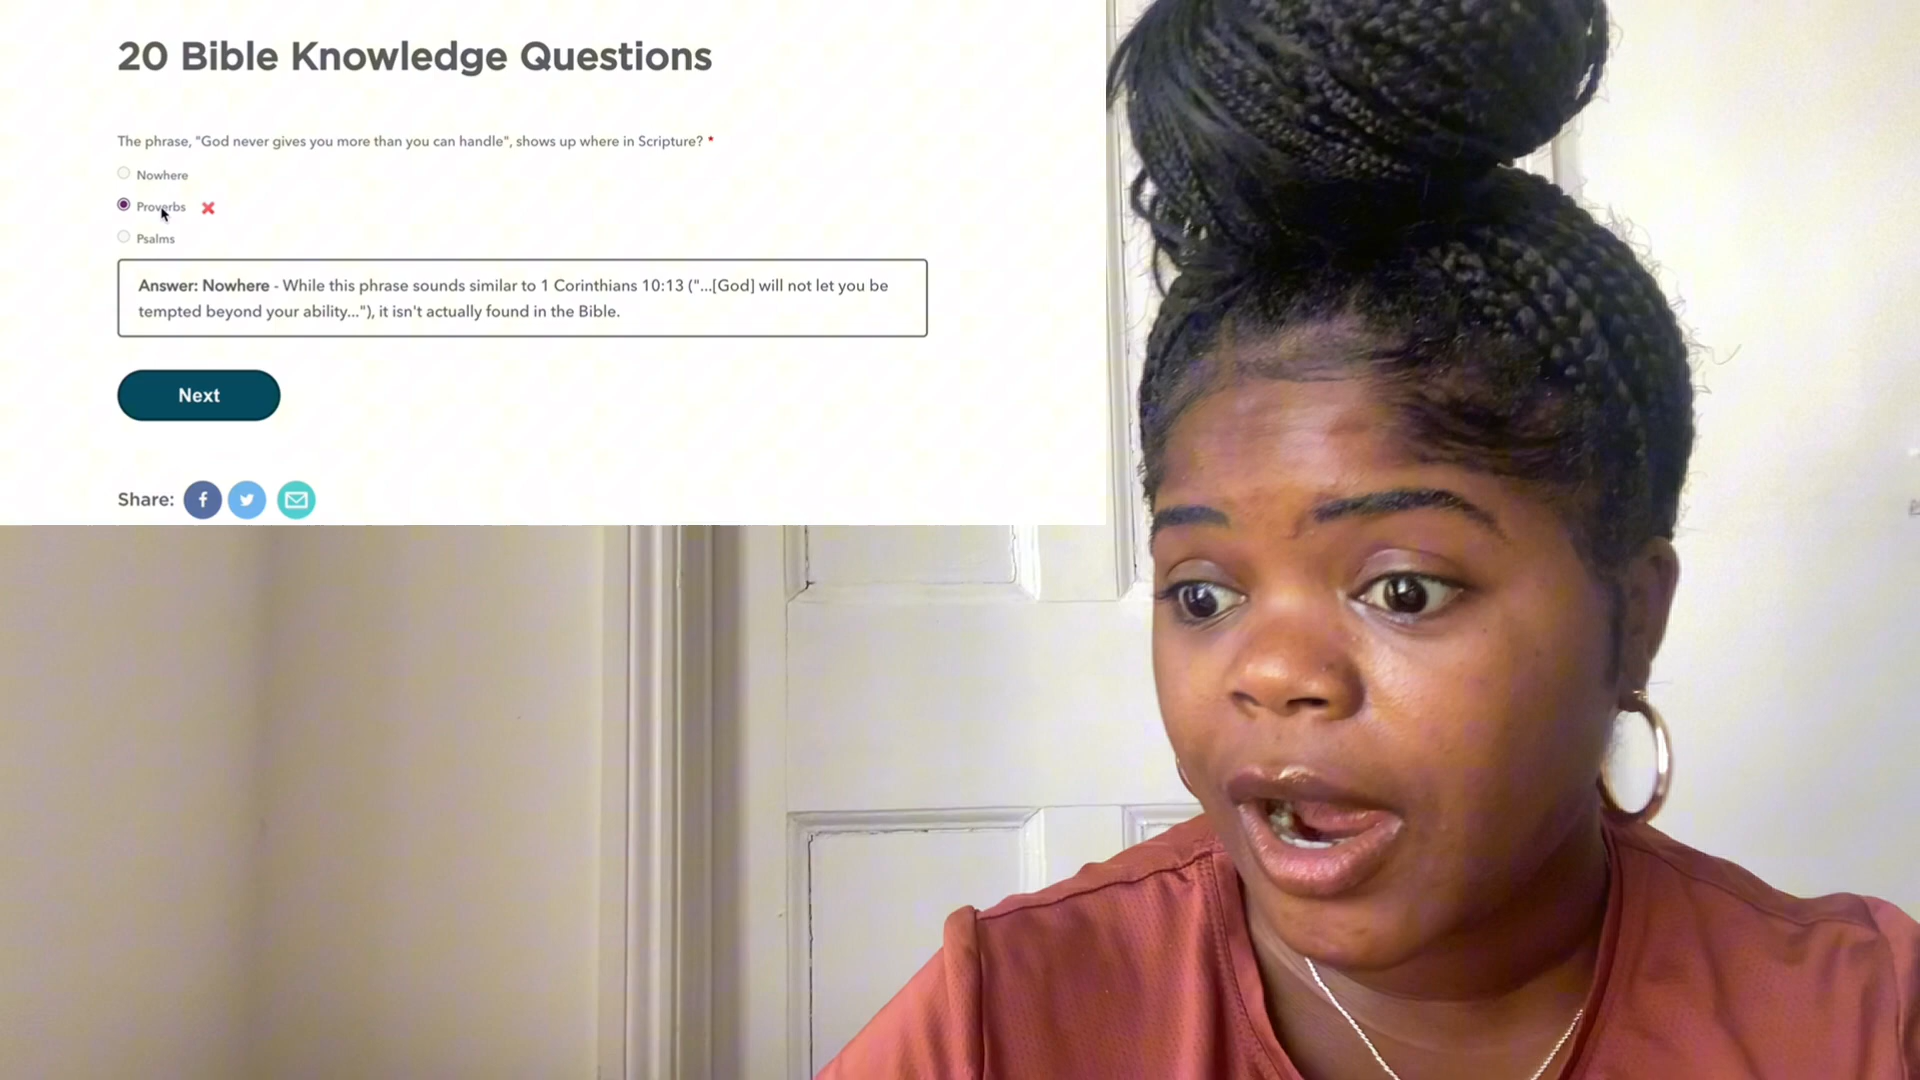 20 Bible Knowledge Questions
The phrase, "God never gives you more than you can handle", shows up where in Scripture? *
Nowhere
Proverbs
Psalms
Answer: Nowhere - While this phrase sounds similar to 1 Corinthians 10:13 ("...[God] will not let you be
tempted beyond your ability..."), it isn't actually found in the Bible.
Next
Share: